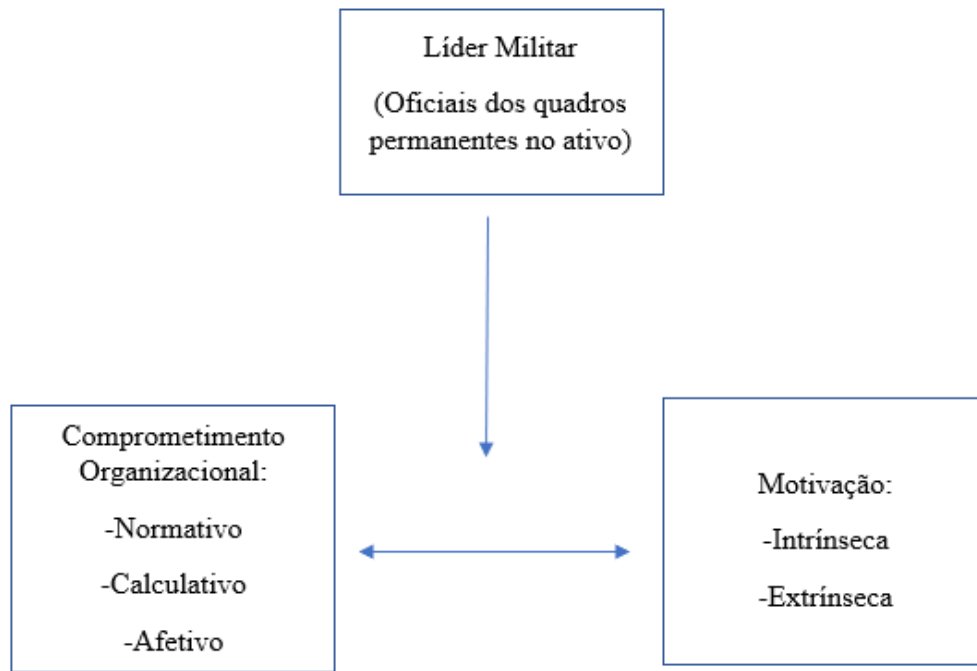 Líder Militar
(Oficiais dos quadros
permanentes no ativo)
Comprometimento
Organizacional:
-Normativo
-Calculativo
-Afetivo
Motivação:
-Intrínseca
-Extrínseca